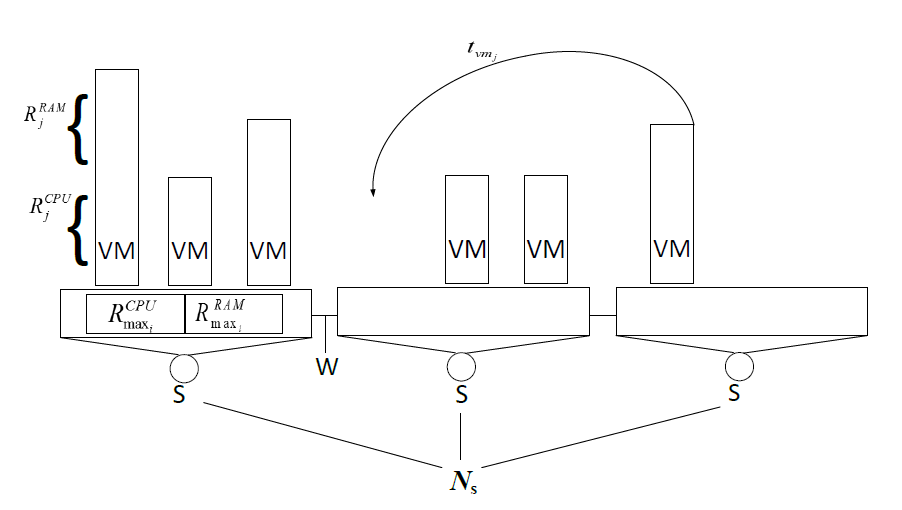 t_{vm_j}
R_j^{RAM}
R_j^{CPU}
VM VM VM VM VM VM
R_{max_i}^{CPU} R_{max_i}^{RAM}
W
S S S
N_s